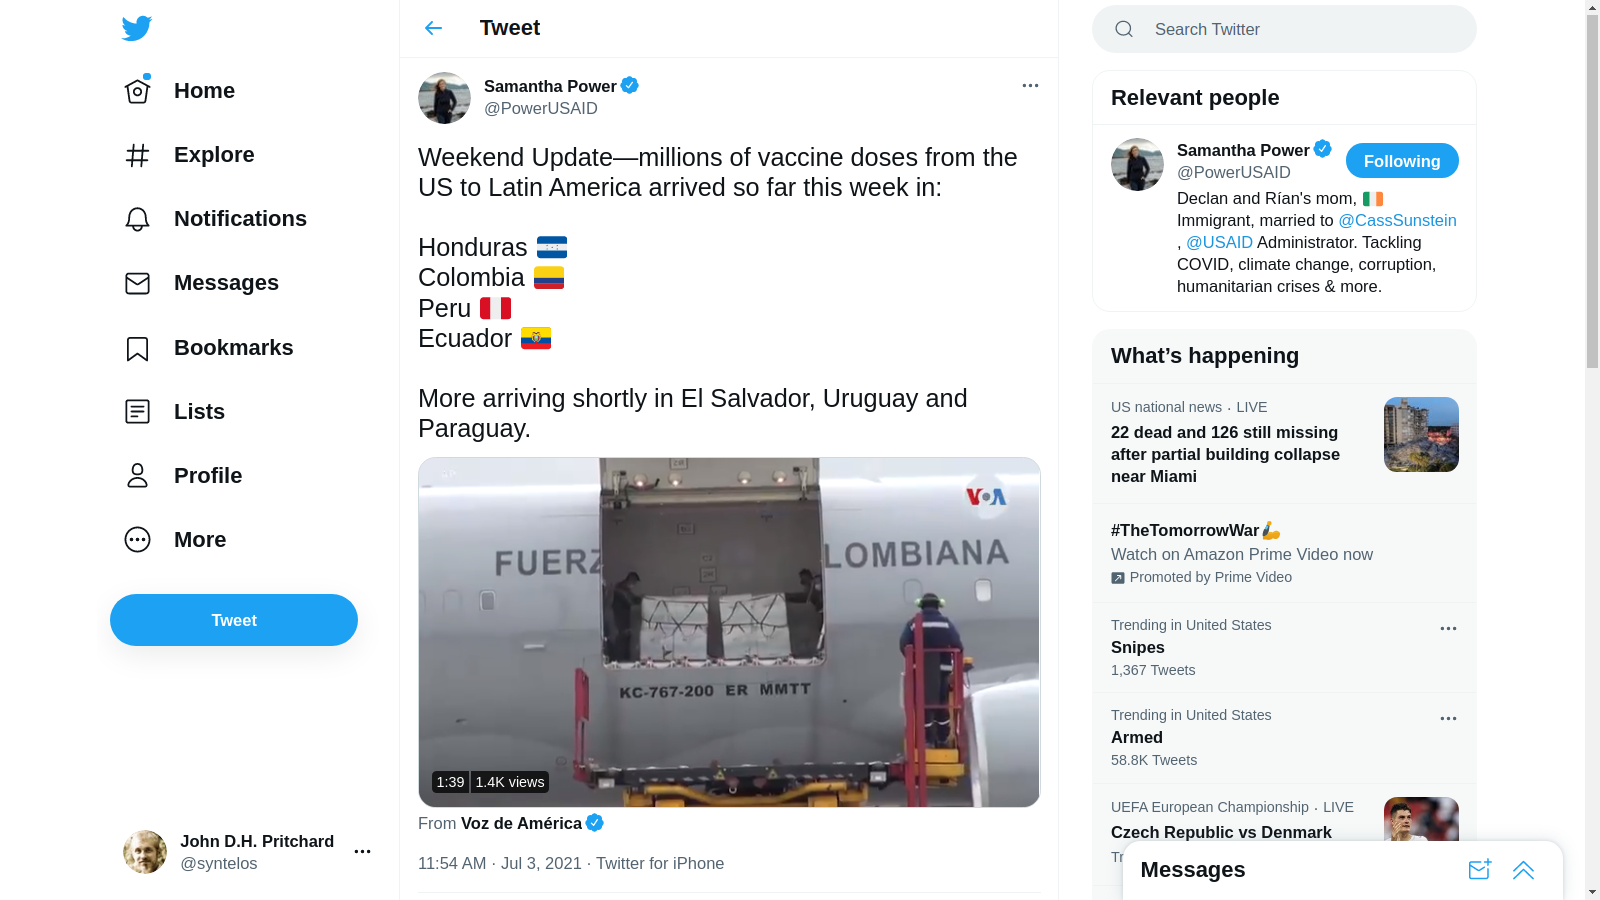 Home
Explore
Notifications
Messages
Bookmarks
Lists
Profile
More
Tweet
John D.H. Pritchard
@syntelos
Tweet
Samantha Power
@PowerUSAID
Weekend Update—millions of vaccine doses from the
US to Latin America arrived so far this week in:
Honduras 🇭🇳
Colombia 🇨🇴
Peru 🇵🇪
Ecuador 🇪🇨
More arriving shortly in El Salvador, Uruguay and
Paraguay.
VOA
FUERZ
LOMBIANA
KC-767-200 ER MMTT
1:39 1.4K views
From Voz de América
11:54 AM · Jul 3, 2021 · Twitter for iPhone
Search Twitter
Relevant people
Samantha Power
@PowerUSAID
Following
Declan and Rían's mom, 🇮🇪
Immigrant, married to @CassSunstein
, @USAID Administrator. Tackling
COVID, climate change, corruption,
humanitarian crises & more.
What's happening
US national news · LIVE
22 dead and 126 still missing
after partial building collapse
near Miami
#TheTomorrowWar
Watch on Amazon Prime Video now
Promoted by Prime Video
Trending in United States
Snipes
1,367 Tweets
Trending in United States
Armed
58.8K Tweets
UEFA European Championship · LIVE
Czech Republic vs Denmark
Messages